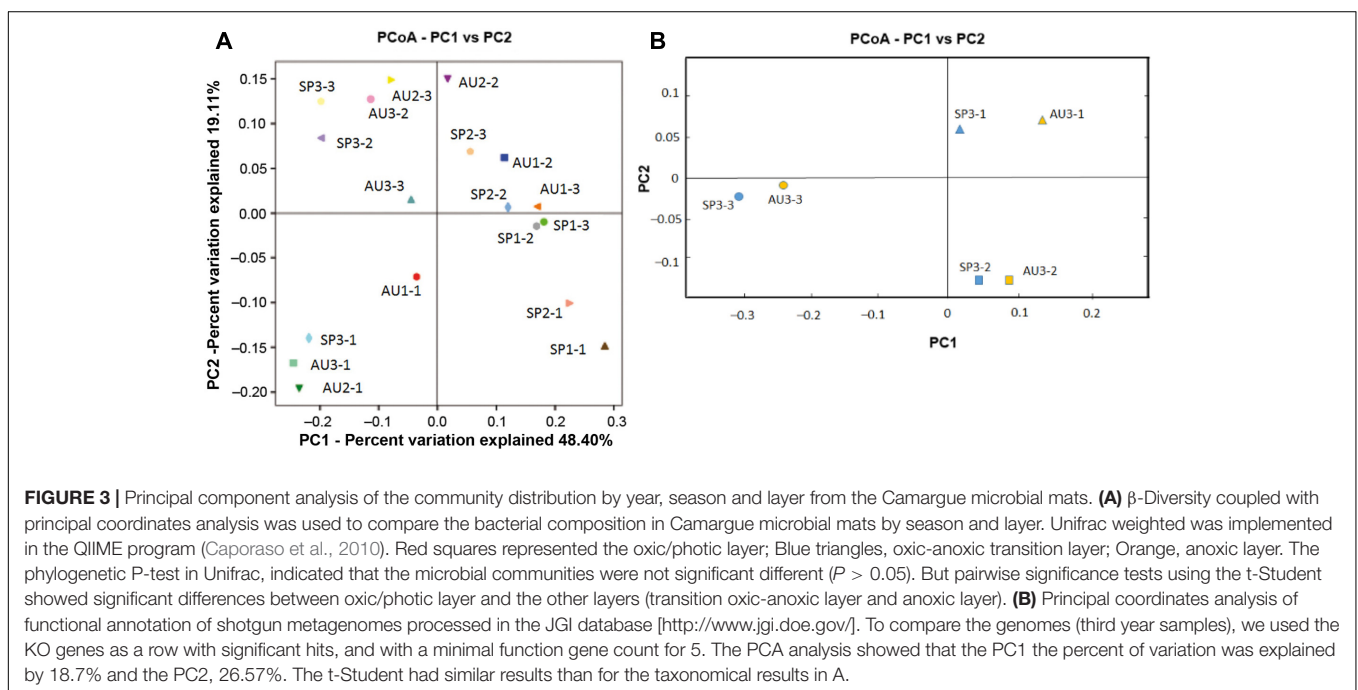 A
PCoA - PC1 vs PC2
PC2 -Percent variation explained 19.11%
0.15
0.10
0.05
0.00
−0.05
−0.10
−0.15
−0.20
SP3-3
AU2-3
AU3-2
AU2-2
SP3-2
SP2-3
AU1-2
AU3-3
SP2-2
AU1-3
SP1-2
SP1-3
AU1-1
SP2-1
SP3-1
SP1-1
AU3-1
AU2-1
−0.2
−0.1
0.0
0.1
0.2
0.3
PC1 - Percent variation explained 48.40%
B
PCoA - PC1 vs PC2
PC2
0.1
0.05
0
−0.05
−0.1
SP3-1
AU3-1
SP3-3
AU3-3
SP3-2
AU3-2
−0.3
−0.2
−0.1
0
0.1
0.2
PC1
FIGURE 3 | Principal component analysis of the community distribution by year, season and layer from the Camargue microbial mats. (A) β-Diversity coupled with
principal coordinates analysis was used to compare the bacterial composition in Camargue microbial mats by season and layer. Unifrac weighted was implemented
in the QIIME program (Caporaso et al., 2010). Red squares represented the oxic/photic layer; Blue triangles, oxic-anoxic transition layer; Orange, anoxic layer. The
phylogenetic P-test in Unifrac, indicated that the microbial communities were not significant different (P > 0.05). But pairwise significance tests using the t-Student
showed significant differences between oxic/photic layer and the other layers (transition oxic-anoxic layer and anoxic layer). (B) Principal coordinates analysis of
functional annotation of shotgun metagenomes processed in the JGI database [http://www.jgi.doe.gov/]. To compare the genomes (third year samples), we used the
KO genes as a row with significant hits, and with a minimal function gene count for 5. The PCA analysis showed that the PC1 the percent of variation was explained
by 18.7% and the PC2, 26.57%. The t-Student had similar results than for the taxonomical results in A.